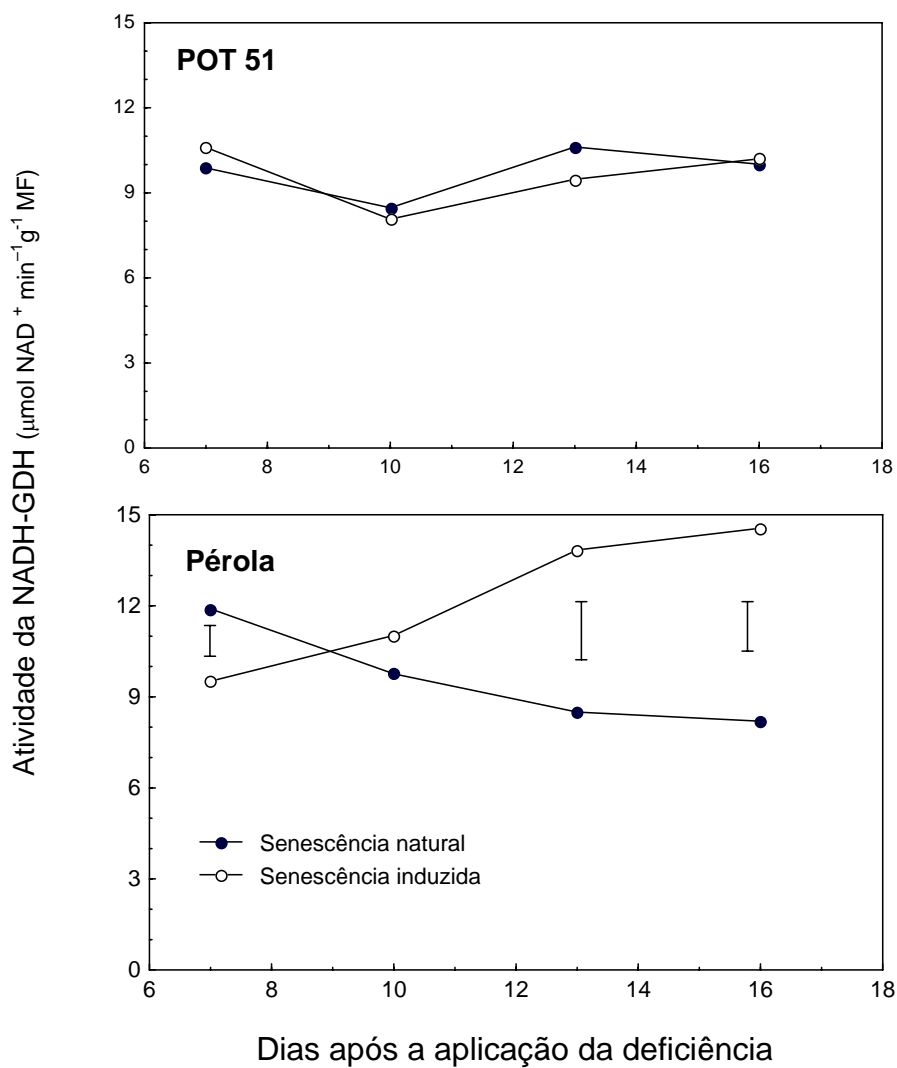 Atividade da NADH-GDH (μmol NAD⁺ min⁻¹g⁻¹ MF)
15
POT 51
12
9
6
3
0
6 8 10 12 14 16 18
15
Pérola
12
9
6
Senescência natural
Senescência induzida
3
0
6 8 10 12 14 16 18
Dias após a aplicação da deficiência